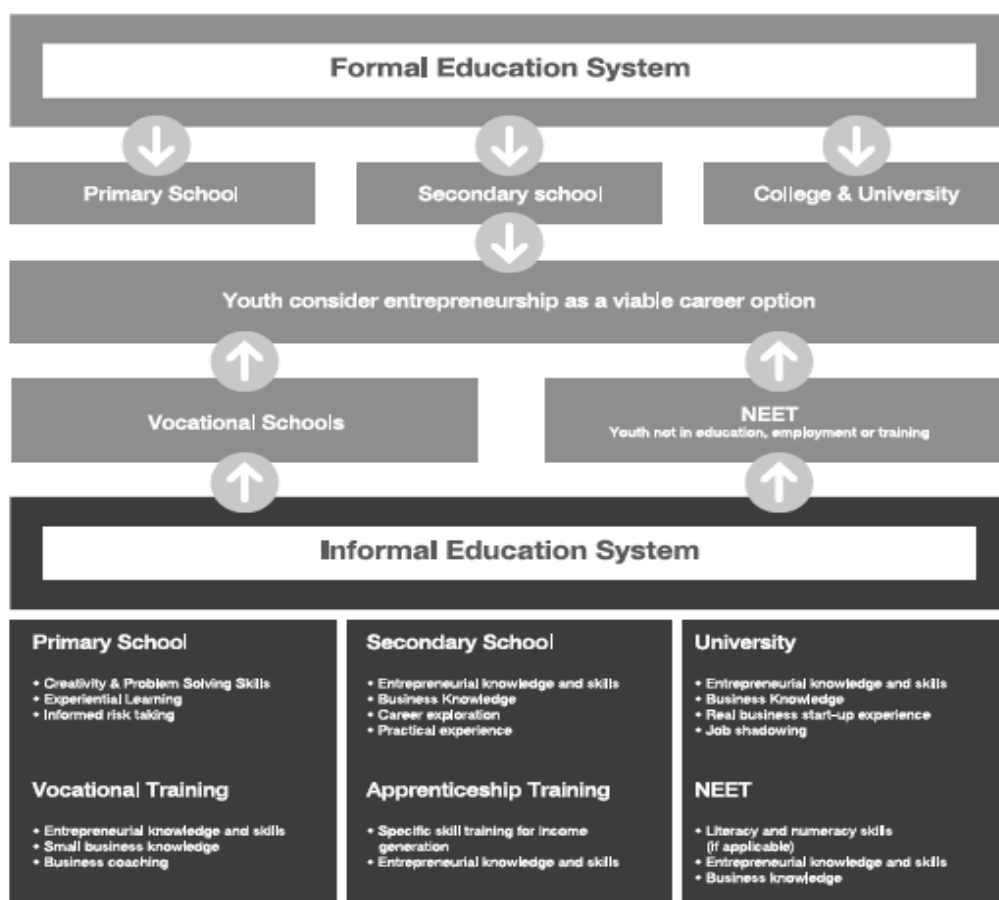 Formal Education System
Primary School
Secondary school
College & University
Youth consider entrepreneurship as a viable career option
Vocational Schools
NEET
Youth not in education, employment or training
Informal Education System
Primary School
• Creativity & Problem Solving Skills
• Experiential Learning
• Informed risk taking
Secondary School
• Entrepreneurial knowledge and skills
• Business Knowledge
• Career exploration
• Practical experience
University
• Entrepreneurial knowledge and skills
• Business Knowledge
• Real business start-up experience
• Job shadowing
Vocational Training
• Entrepreneurial knowledge and skills
• Small business knowledge
• Business coaching
Apprenticeship Training
• Specific skill training for income
generation
• Entrepreneurial knowledge and skills
NEET
• Literacy and numeracy skills
(if applicable)
• Entrepreneurial knowledge and skills
• Business knowledge